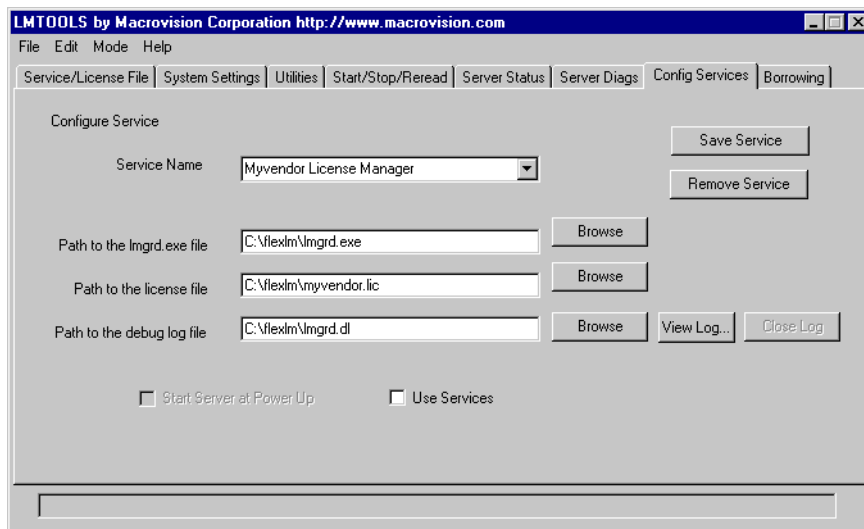 LMTOOLS by Macrovision Corporation http://www.macrovision.com
File Edit Mode Help
Service/License File System Settings Utilities Start/Stop/Reread Server Status Server Diags Config Services Borrowing
Configure Service
Save Service
Service Name Myvendor License Manager
Remove Service
Path to the lmgrd.exe file C:\flexlm\lmgrd.exe Browse
Path to the license file C:\flexlm\myvendor.lic Browse
Path to the debug log file C:\flexlm\lmgrd.dl Browse View Log... Close Log
Start Server at Power Up Use Services